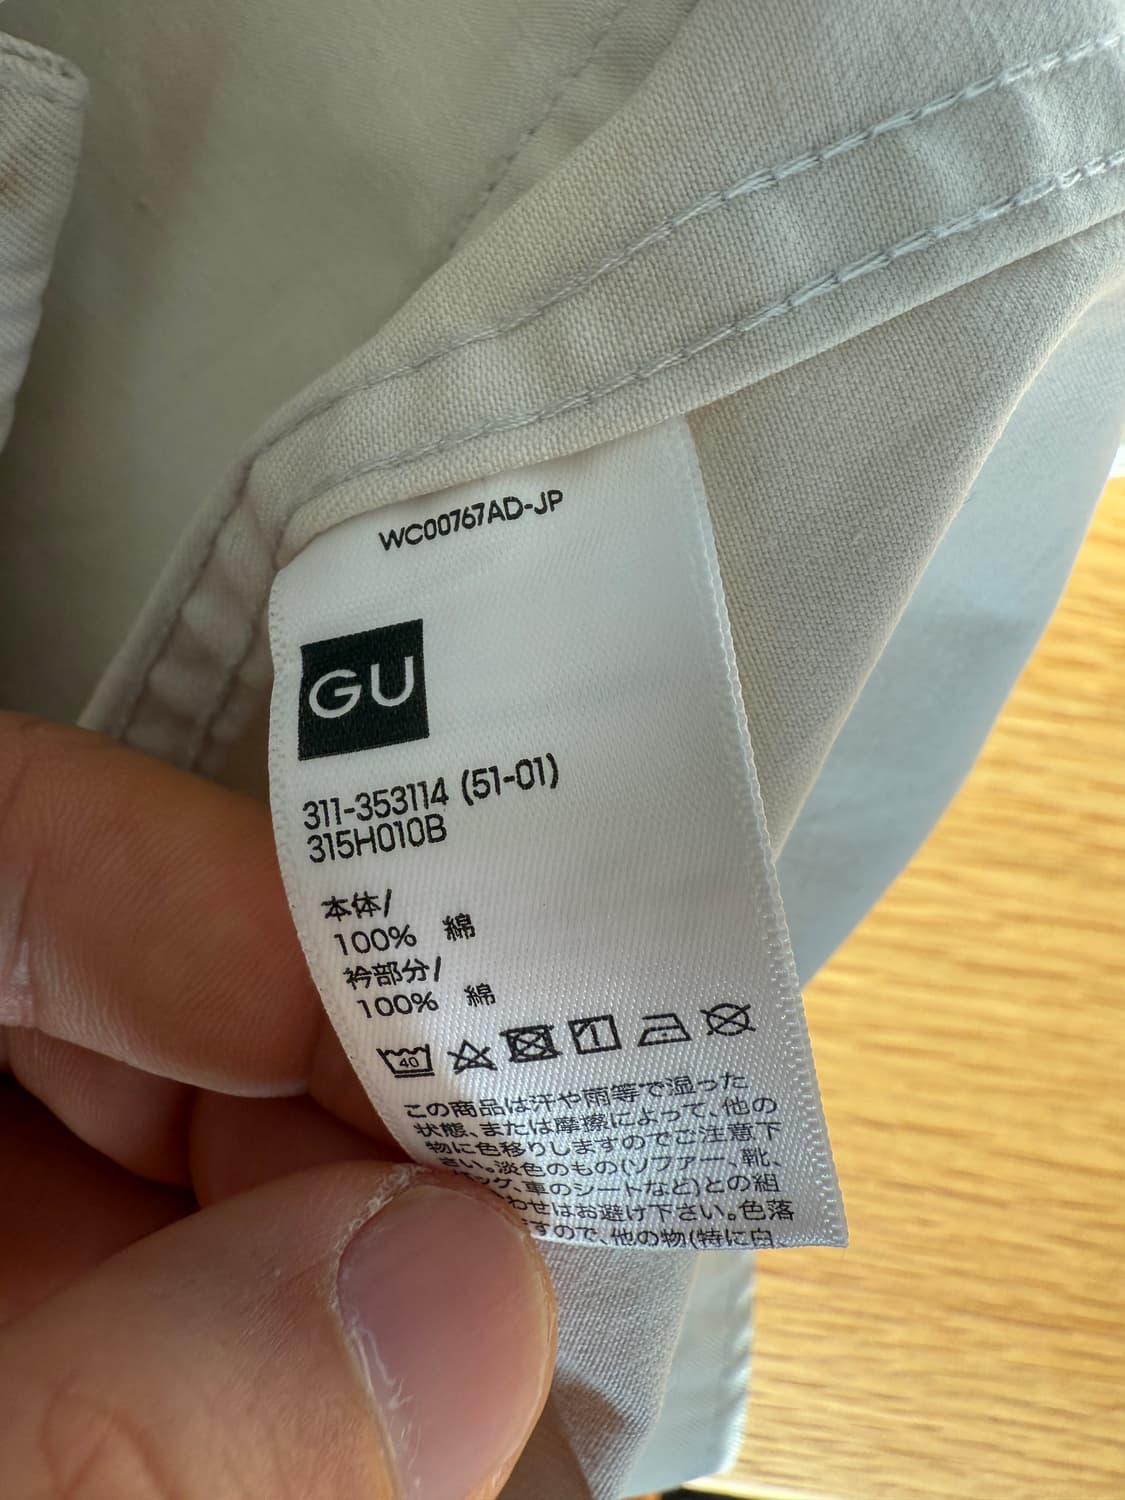 WC00767AD-JP
GU
311-353114 (51-01)
315H010B
本体/
100% 綿
衿部分/
100% 綿
40
この商品は汗や雨等で湿った
状態、または摩擦によって、他の
物に色移りしますのでご注意下
さい。淡色のもの(ソファー、靴、
ッグ、車のシートなど)との組
わせはお避け下さい。色落
すので、他の物(特に白